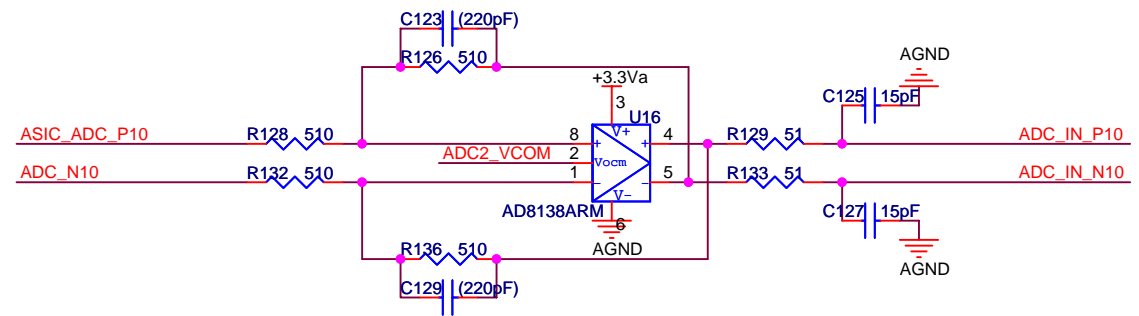 C123 (220pF)
R126 510
AGND
+3.3Va
3
C125 15pF
U16
V+
ASIC_ADC_P10
R128 510
8
+
+
4
R129 51
ADC_IN_P10
ADC2_VCOM
2
Vocm
ADC_N10
R132 510
1
-
-
5
R133 51
ADC_IN_N10
V-
AD8138ARM
6
C127 15pF
R136 510
AGND
AGND
C129 (220pF)